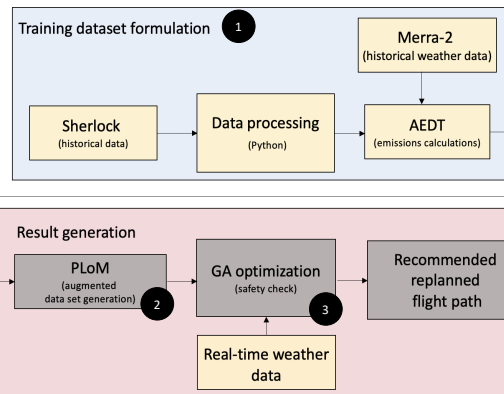 Training dataset formulation
1
Merra-2
(historical weather data)
Sherlock
(historical data)
Data processing
(Python)
AEDT
(emissions calculations)
Result generation
PLoM
(augmented
data set generation)
2
GA optimization
(safety check)
3
Recommended
replanned
flight path
Real-time weather
data